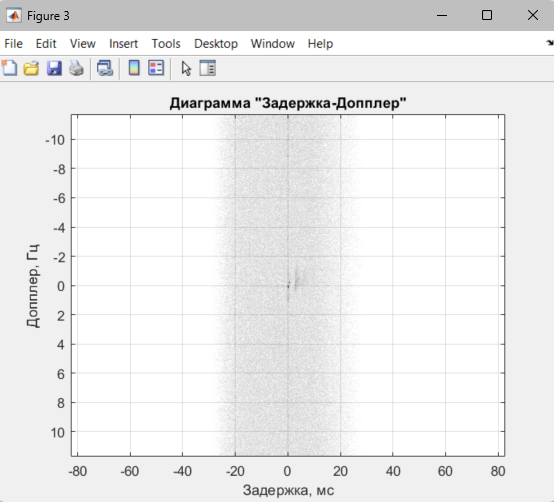 Figure 3
File Edit View Insert Tools Desktop Window Help
Диаграмма "Задержка-Допплер"
-10
-8
-6
-4
-2
0
2
4
6
8
10
Допплер, Гц
-80 -60 -40 -20 0 20 40 60 80
Задержка, мс